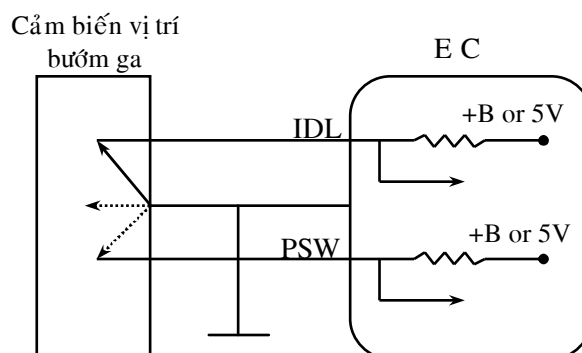 Cảm biến vị trí
bướm ga
E C
+B or 5V
IDL
+B or 5V
PSW